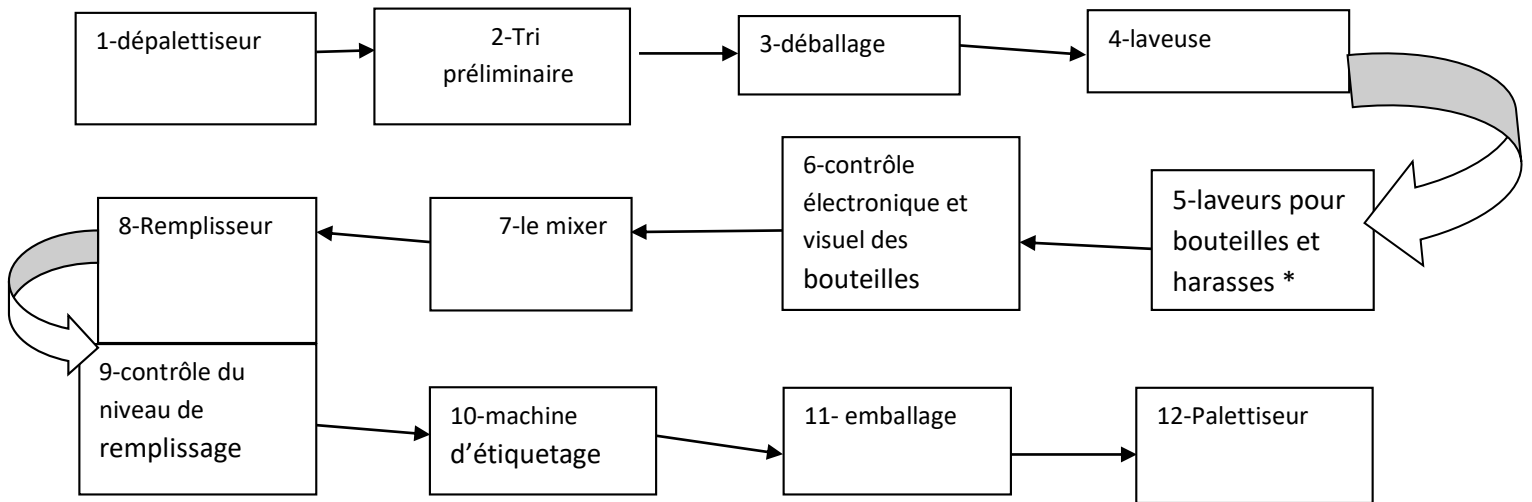 1-dépalettiseur
2-Tri
préliminaire
3-déballage
4-laveuse
5-laveurs pour
bouteilles et
harasses *
6-contrôle
électronique et
visuel des
bouteilles
7-le mixer
8-Remplisseur
9-contrôle du
niveau de
remplissage
10-machine
d’étiquetage
11- emballage
12-Palettiseur